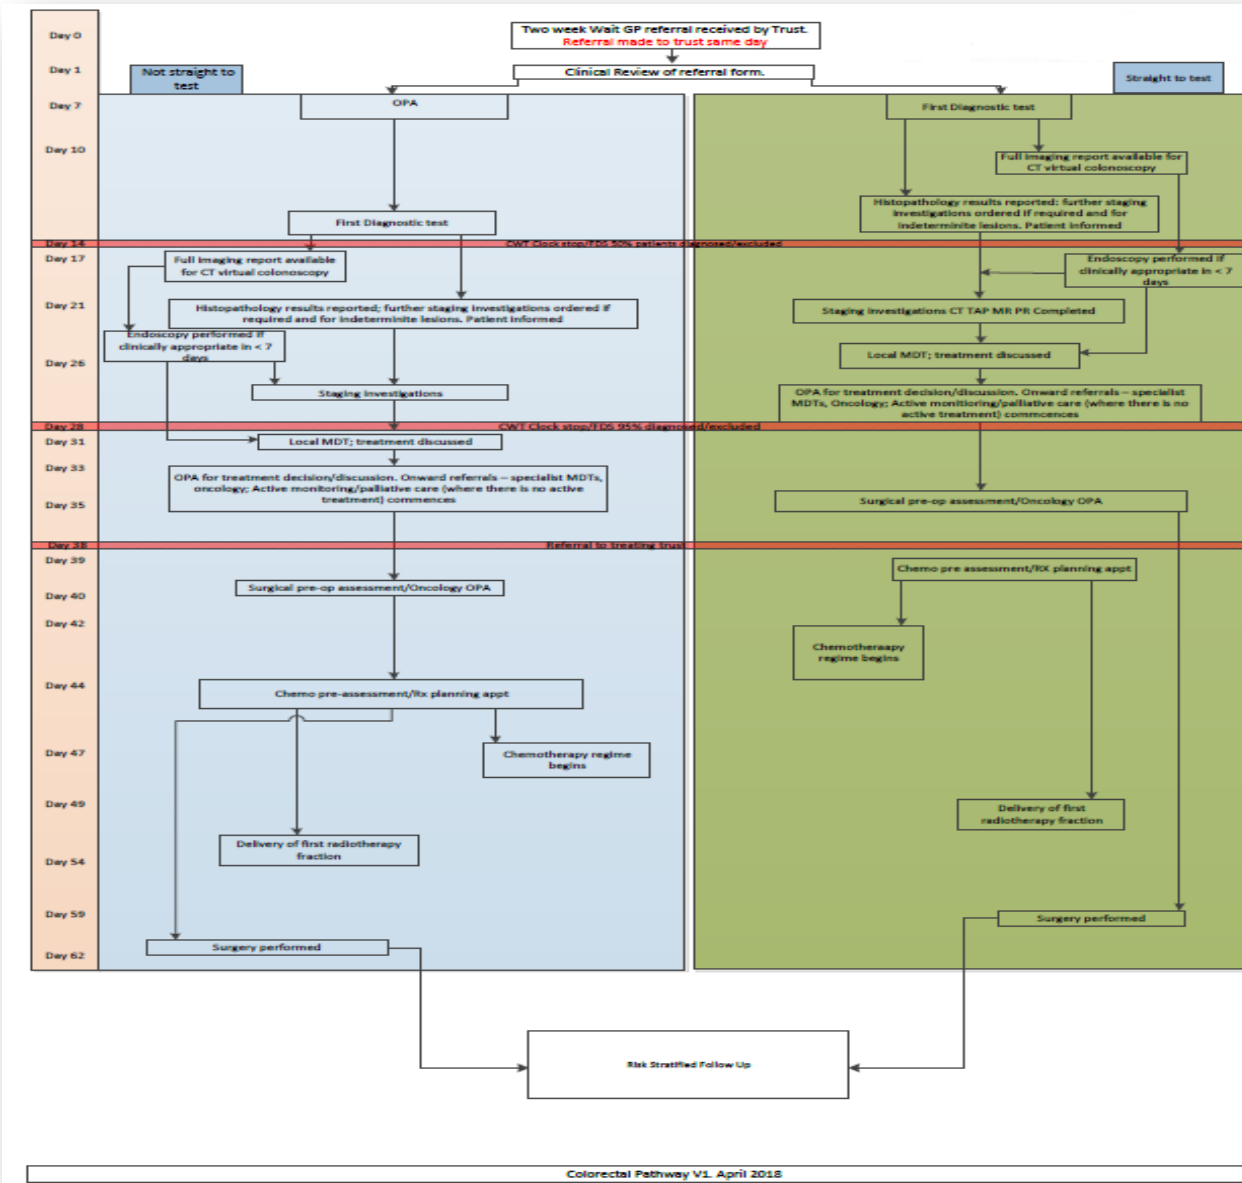 Day 0
Two week Wait GP referral received by Trust.
Referral made to trust same day
Day 1
Not straight to
test
Clinical Review of referral form.
Straight to test
Day 7
OPA
First Diagnostic test
Day 10
Full imaging report available for
CT virtual colonoscopy
First Diagnostic test
Histopathology results reported: further staging
investigations ordered if required and for
indeterminite lesions. Patient informed
Day 14
CWT Clock stop/FDS 50% patients diagnosed/excluded
Day 17
Full imaging report available
for CT virtual colonoscopy
Endoscopy performed if
clinically appropriate in < 7
days
Day 21
Histopathology results reported; further staging investigations ordered if
required and for indeterminite lesions. Patient informed
Staging investigations CT TAP MR PR Completed
Endoscopy performed if
clinically appropriate in < 7
days
Local MDT; treatment discussed
Day 26
Staging investigations
OPA for treatment decision/discussion. Onward referrals – specialist
MDTs, Oncology; Active monitoring/palliative care (where there is no
active treatment) commcences
Day 28
CWT Clock stop/FDS 95% diagnosed/excluded
Day 31
Local MDT; treatment discussed
Day 33
OPA for treatment decision/discussion. Onward referrals – specialist MDTs,
oncology; Active monitoring/palliative care (where there is no active
treatment) commences
Day 35
Surgical pre-op assessment/Oncology OPA
Day 38
Referral to treating trust
Day 39
Chemo pre assessment/RX planning appt
Day 40
Surgical pre-op assessment/Oncology OPA
Day 42
Chemotheraapy
regime begins
Day 44
Chemo pre-assessment/Rx planning appt
Day 47
Chemotherapy regime
begins
Day 49
Delivery of first
radiotherapy fraction
Day 54
Delivery of first radiotherapy
fraction
Day 59
Surgery performed
Day 62
Surgery performed
Risk Stratified Follow Up
Colorectal Pathway V1. April 2018